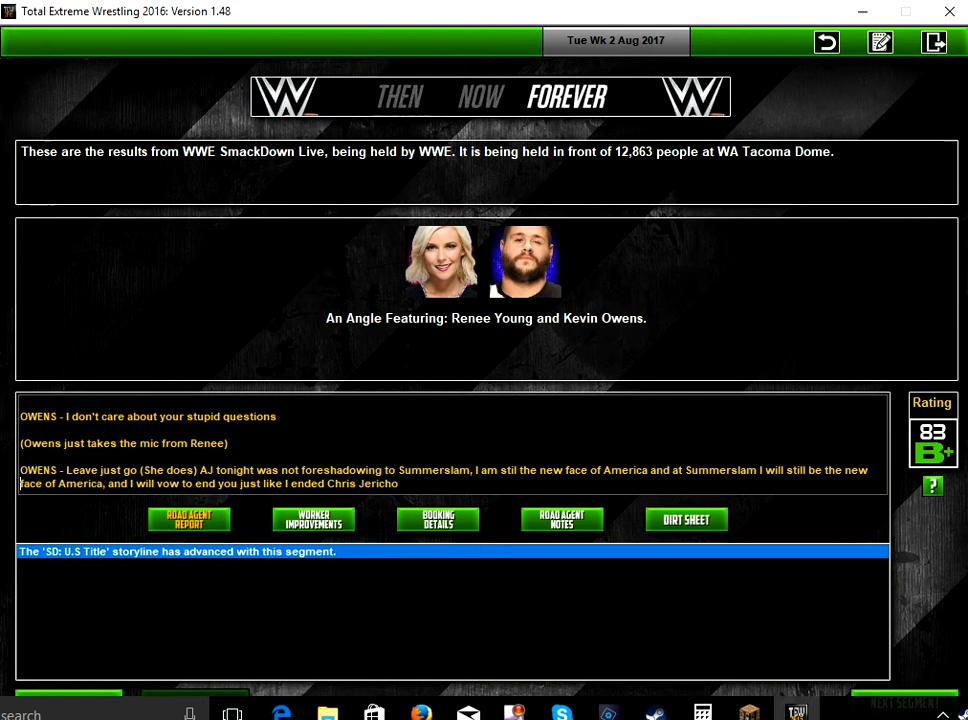 Total Extreme Wrestling 2016: Version 1.48
Tue Wk 2 Aug 2017
THEN NOW FOREVER
These are the results from WWE SmackDown Live, being held by WWE. It is being held in front of 12,863 people at WA Tacoma Dome.
An Angle Featuring: Renee Young and Kevin Owens.
OWENS - I don't care about your stupid questions
(Owens just takes the mic from Renee)
OWENS - Leave just go (She does) AJ tonight was not foreshadowing to Summerslam, I am stil the new face of America and at Summerslam I will still be the new
face of America, and I will vow to end you just like I ended Chris Jericho
Rating
83
B+
?
ROAD AGENT REPORT
WORKER IMPROVEMENTS
BOOKING DETAILS
ROAD AGENT NOTES
DIRT SHEET
The 'SD: U.S Title' storyline has advanced with this segment.
NEXT SEGMENT
search